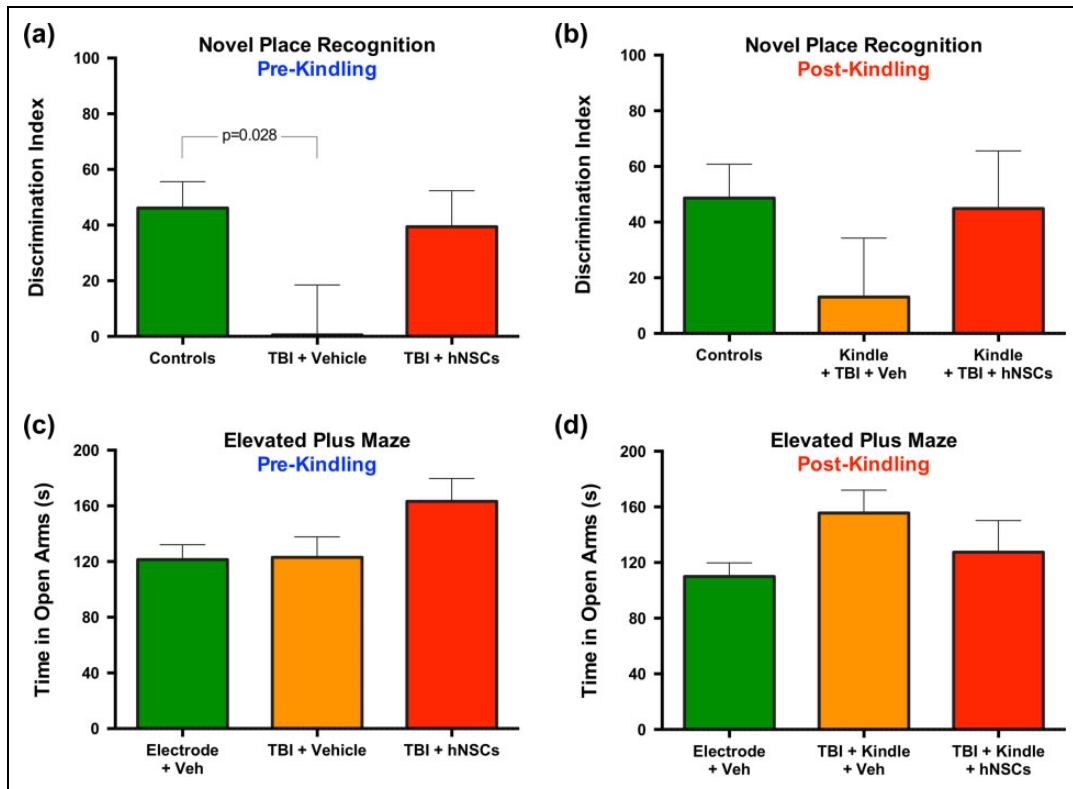 (a)
Novel Place Recognition
Pre-Kindling
Discrimination Index
100
80
60
40
20
0
p=0.028
Controls
TBI + Vehicle
TBI + hNSCs
(b)
Novel Place Recognition
Post-Kindling
Discrimination Index
100
80
60
40
20
0
Controls
Kindle
+ TBI + Veh
Kindle
+ TBI + hNSCs
(c)
Elevated Plus Maze
Pre-Kindling
Time in Open Arms (s)
200
160
120
80
40
0
Electrode
+ Veh
TBI + Vehicle
TBI + hNSCs
(d)
Elevated Plus Maze
Post-Kindling
Time in Open Arms (s)
200
160
120
80
40
0
Electrode
+ Veh
TBI + Kindle
+ Veh
TBI + Kindle
+ hNSCs